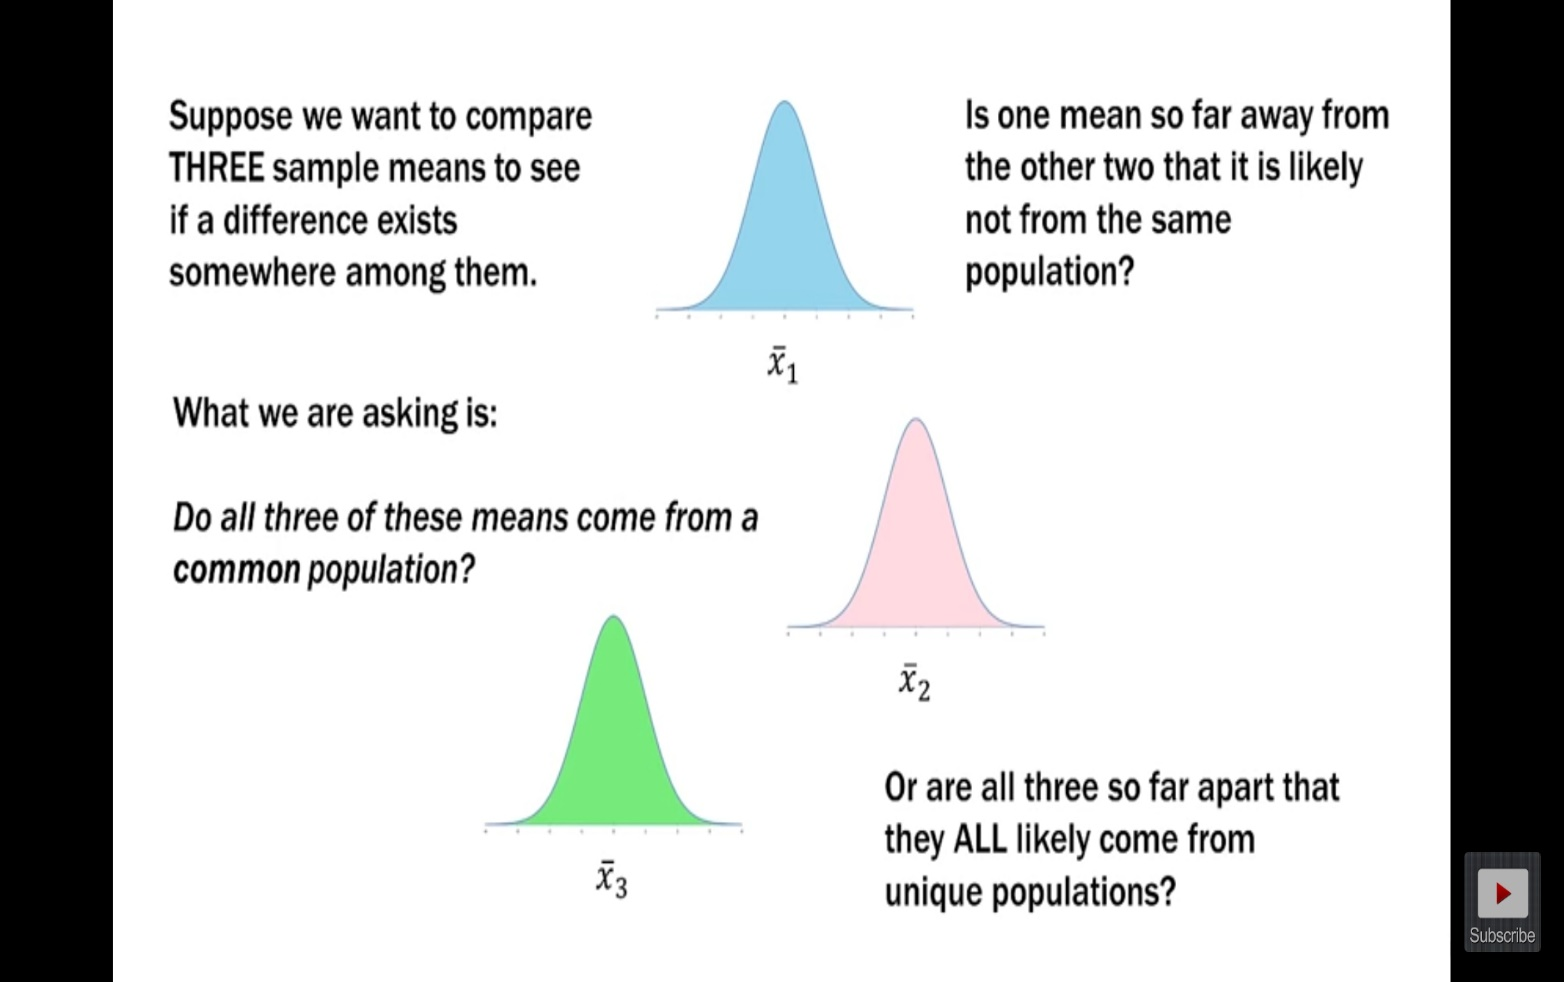 Suppose we want to compare
THREE sample means to see
if a difference exists
somewhere among them.
Is one mean so far away from
the other two that it is likely
not from the same
population?
x̄₁
What we are asking is:
Do all three of these means come from a
common population?
x̄₂
x̄₃
Or are all three so far apart that
they ALL likely come from
unique populations?
Subscribe